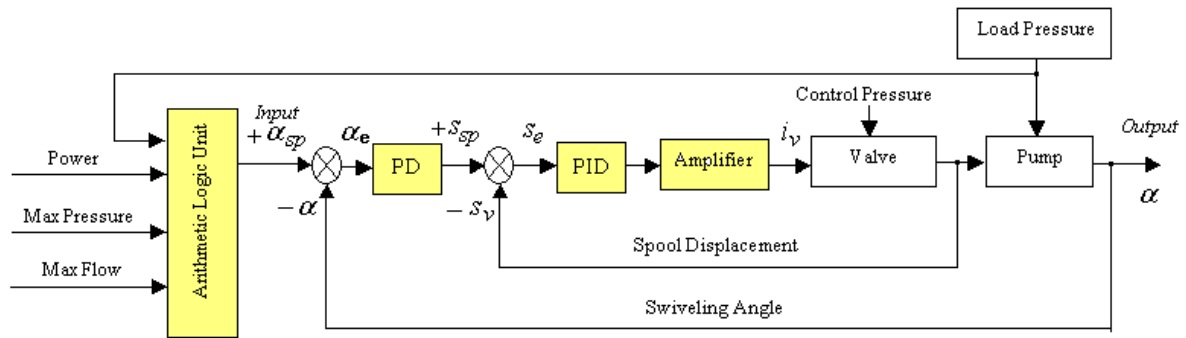 Load Pressure
Control Pressure
Power
Max Pressure
Max Flow
Arithmetic Logic Unit
Input
+ α_sp
α_e
PD
+ s_sp
s_e
PID
Amplifier
i_v
Valve
Pump
Output
α
− α
− s_v
Spool Displacement
Swiveling Angle